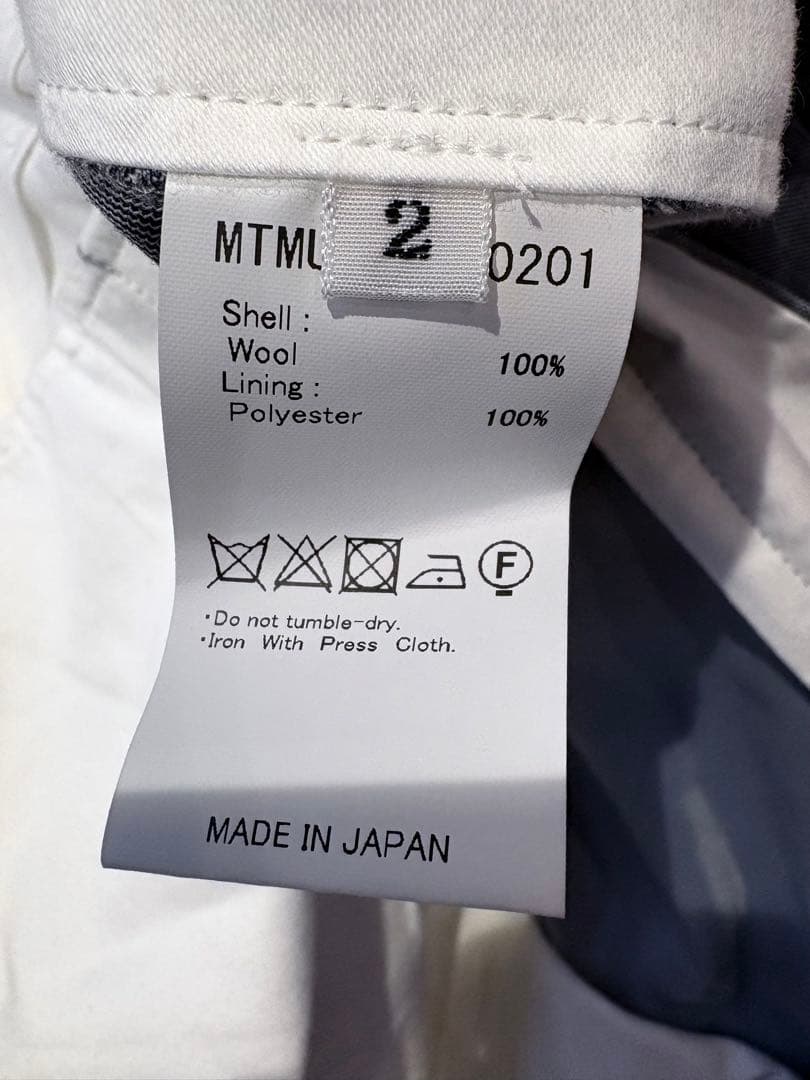 2
MTMU 0201
Shell :
Wool 100%
Lining :
Polyester 100%
F
・Do not tumble-dry.
・Iron With Press Cloth.
MADE IN JAPAN